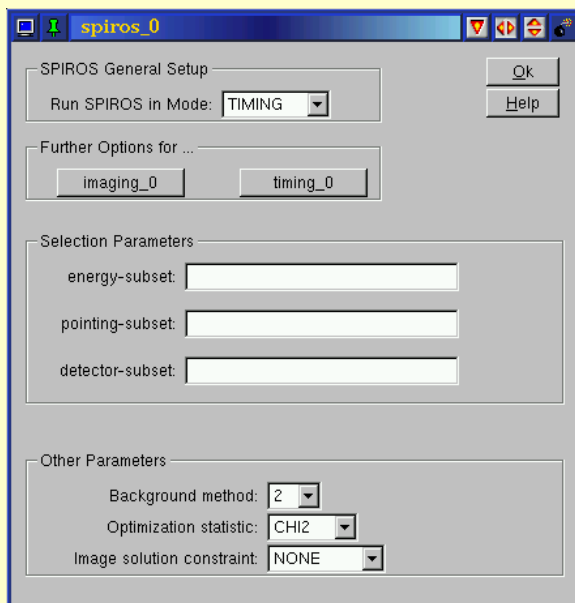 spiros_0
SPIROS General Setup
Run SPIROS in Mode: TIMING
Ok
Help
Further Options for ...
imaging_0 timing_0
Selection Parameters
energy-subset:
pointing-subset:
detector-subset:
Other Parameters
Background method: 2
Optimization statistic: CHI2
Image solution constraint: NONE